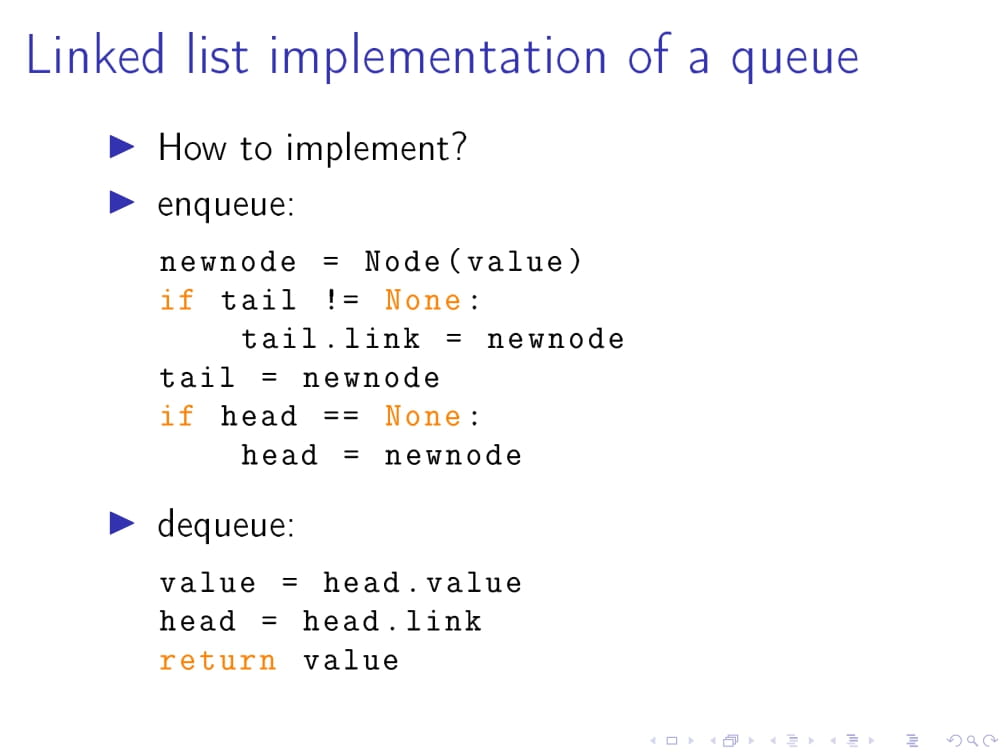 Linked list implementation of a queue
How to implement?
enqueue:
newnode = Node(value)
if tail != None:
    tail.link = newnode
tail = newnode
if head == None:
    head = newnode
dequeue:
value = head.value
head = head.link
return value